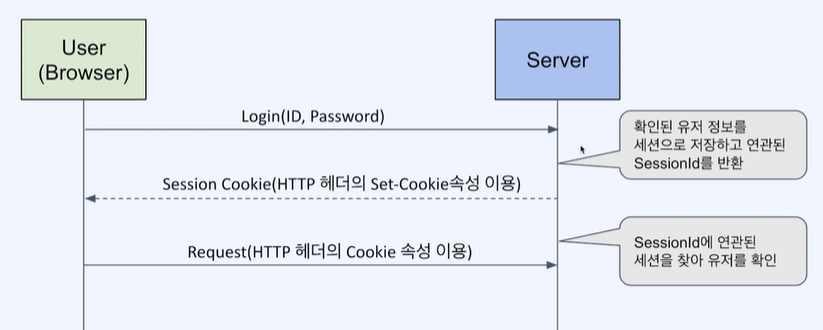 User
(Browser)
Server
Login(ID, Password)
확인된 유저 정보를
세션으로 저장하고 연관된
SessionId를 반환
Session Cookie(HTTP 헤더의 Set-Cookie속성 이용)
SessionId에 연관된
세션을 찾아 유저를 확인
Request(HTTP 헤더의 Cookie 속성 이용)